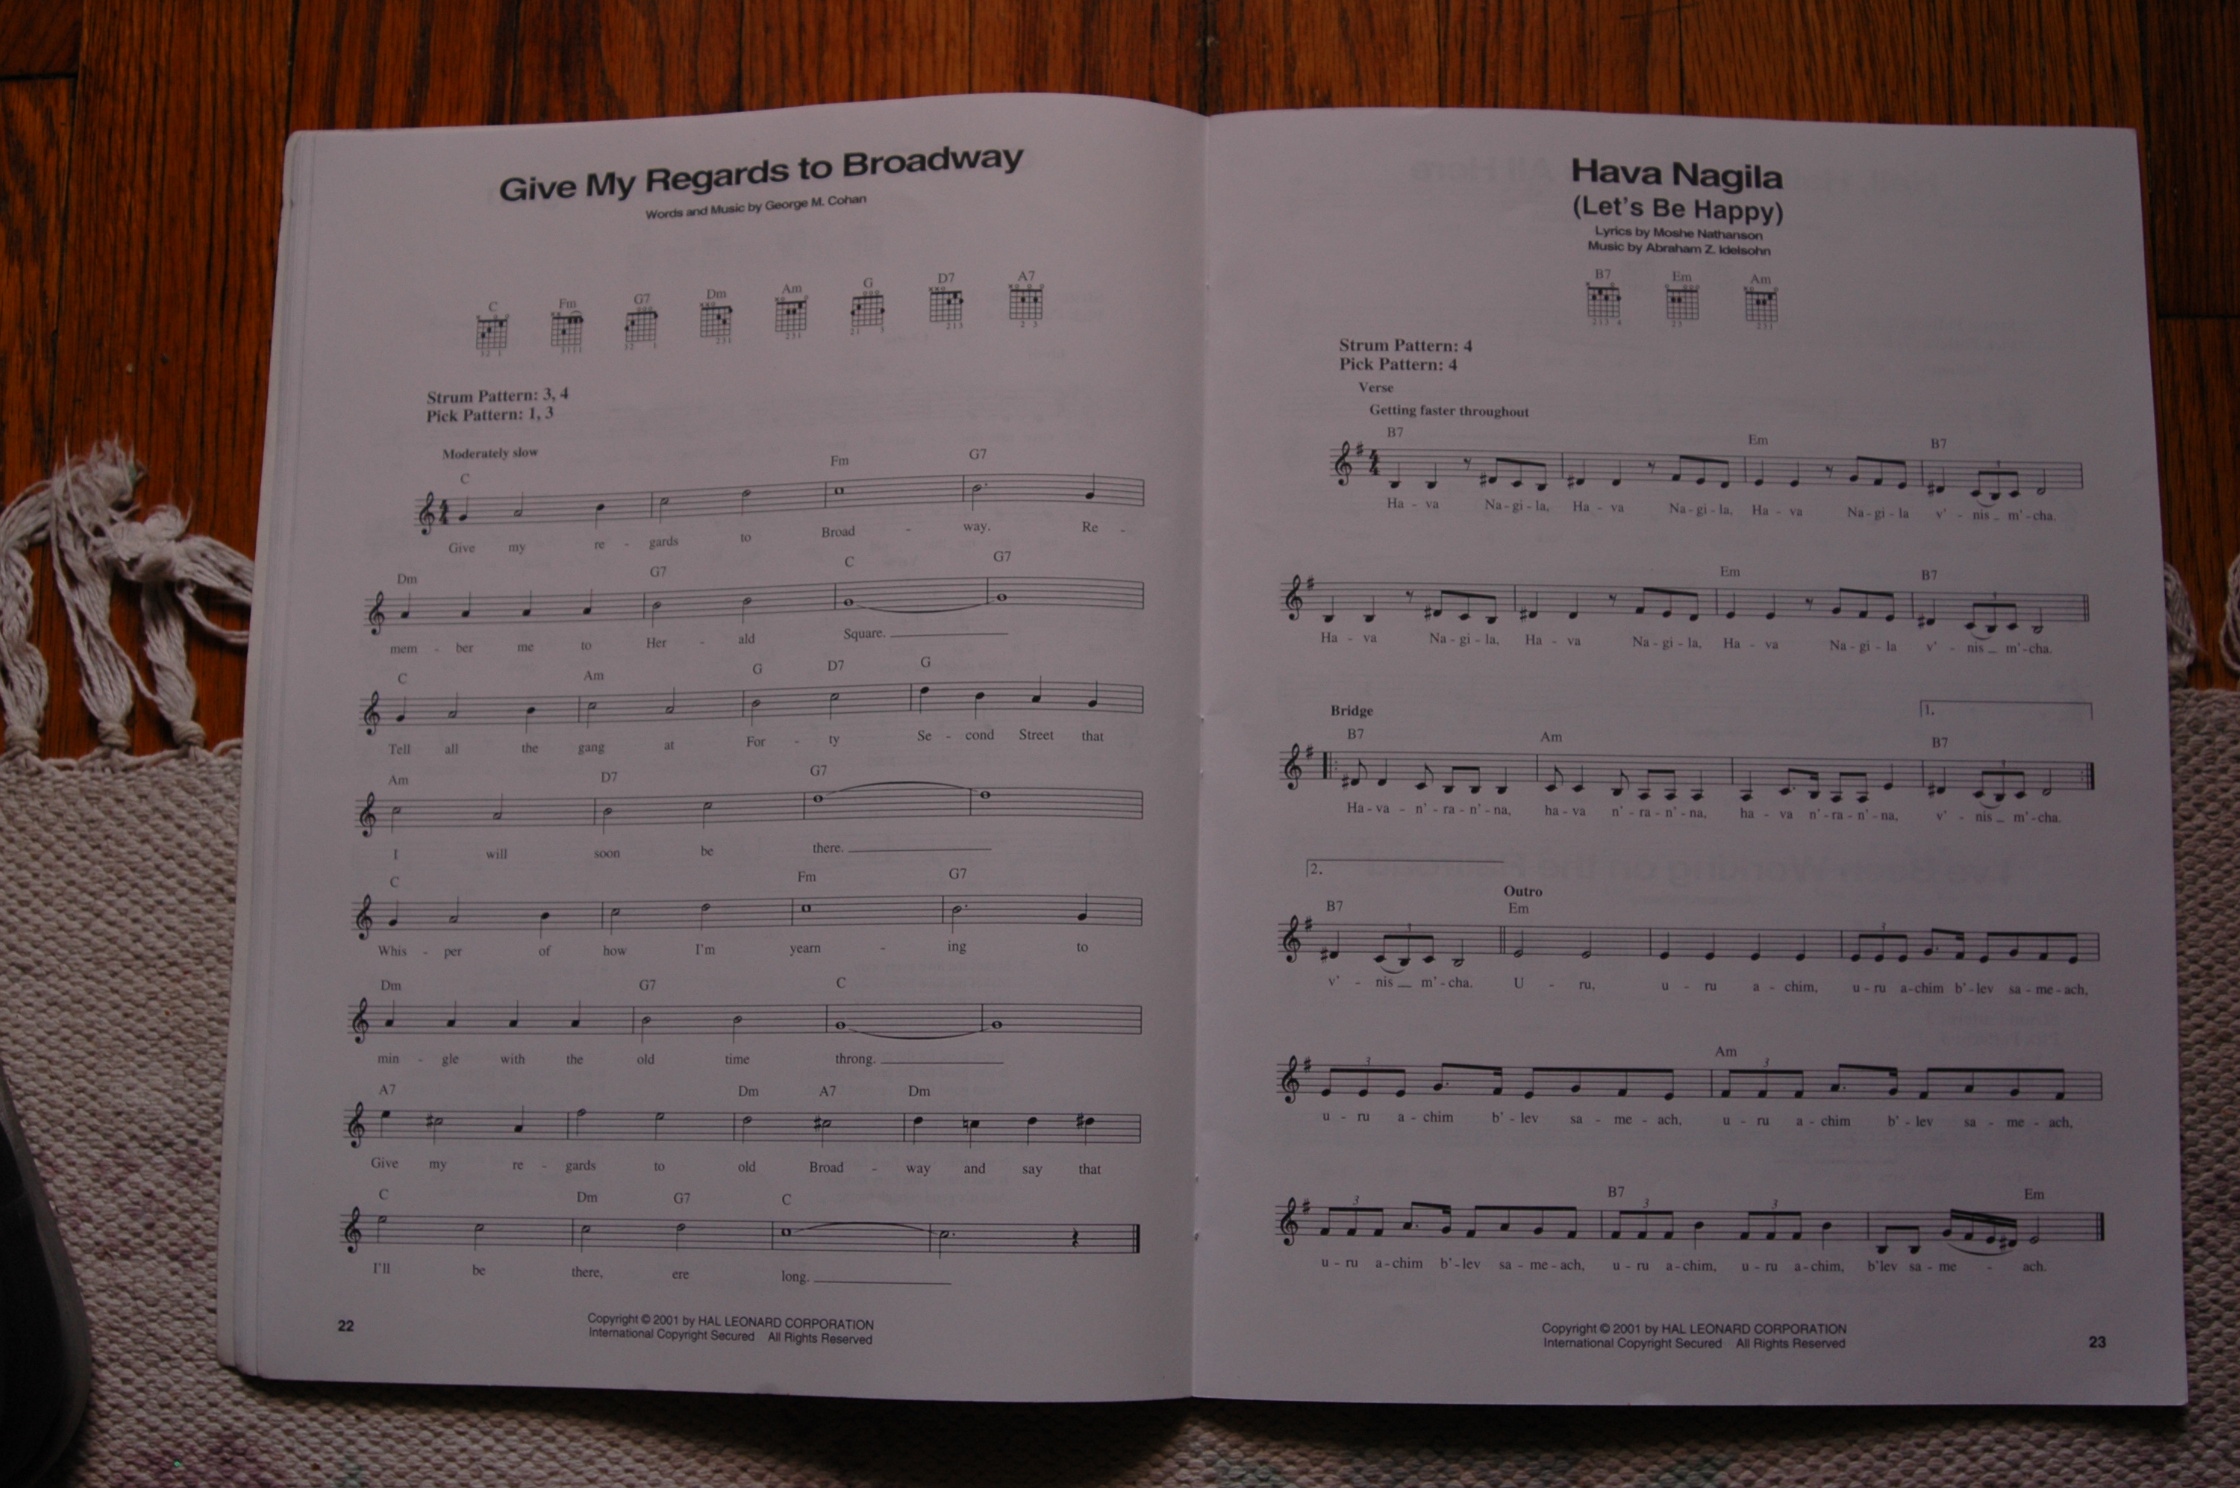 Give My Regards to Broadway
Words and Music by George M. Cohan
C Fm G7 Dm Am G D7 A7
Strum Pattern: 3, 4
Pick Pattern: 1, 3
Moderately slow
C Fm G7
Give my re - gards to Broad - way. Re -
Dm G7 C G7
mem - ber me to Her - ald Square.
C Am G D7 G
Tell all the gang at For - ty Se - cond Street that
Am D7 G7
I will soon be there.
C Fm G7
Whis - per of how I'm yearn - ing to
Dm G7 C
min - gle with the old time throng.
A7 Dm A7 Dm
Give my re - gards to old Broad - way and say that
C Dm G7 C
I'll be there, ere long.
22
Copyright © 2001 by HAL LEONARD CORPORATION
International Copyright Secured All Rights Reserved
Hava Nagila
(Let's Be Happy)
Lyrics by Moshe Nathanson
Music by Abraham Z. Idelsohn
B7 Em Am
Strum Pattern: 4
Pick Pattern: 4
Verse
Getting faster throughout
B7 Em B7
Ha - va Na - gi - la, Ha - va Na - gi - la, Ha - va Na - gi - la v' - nis m' - cha.
Em B7
Ha - va Na - gi - la, Ha - va Na - gi - la, Ha - va Na - gi - la v' - nis m' - cha.
Bridge
1.
B7 Am B7
Ha - va - n' - ra - n' - na, ha - va n' - ra - n' - na, ha - va n' - ra - n' - na, v' - nis m' - cha.
2.
Outro
B7 Em
v' - nis m' - cha. U - ru, u - ru a - chim, u - ru a - chim b' - lev sa - me - ach,
Am
u - ru a - chim b' - lev sa - me - ach, u - ru a - chim b' - lev sa - me - ach,
B7 Em
u - ru a - chim b' - lev sa - me - ach, u - ru a - chim, u - ru a - chim, b'lev sa - me - ach.
Copyright © 2001 by HAL LEONARD CORPORATION
International Copyright Secured All Rights Reserved
23